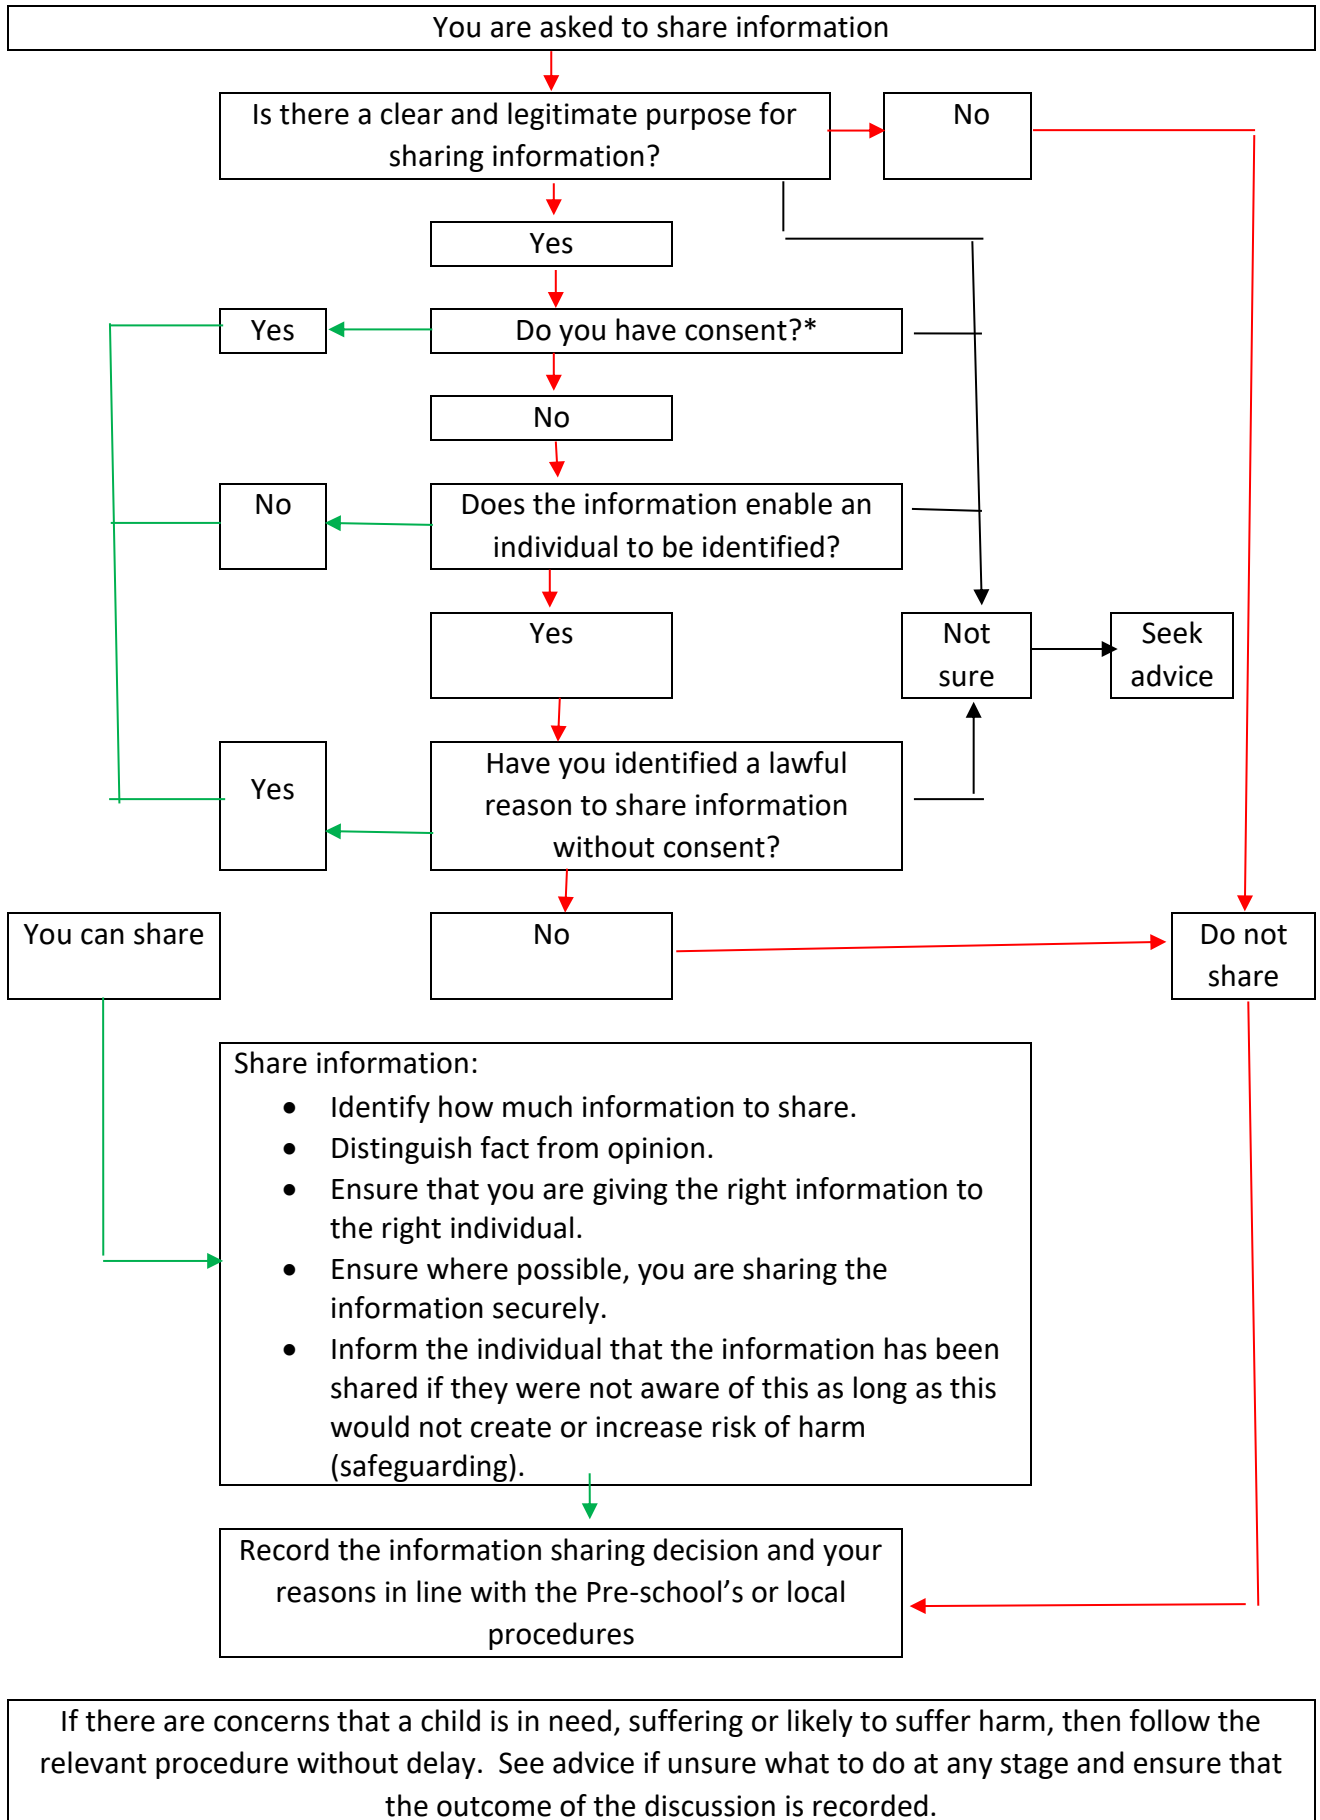 You are asked to share information
Is there a clear and legitimate purpose for
sharing information?
No
Yes
Yes
Do you have consent?*
No
No
Does the information enable an
individual to be identified?
Yes
Not
sure
Seek
advice
Yes
Have you identified a lawful
reason to share information
without consent?
You can share
No
Do not
share
Share information:
• Identify how much information to share.
• Distinguish fact from opinion.
• Ensure that you are giving the right information to
the right individual.
• Ensure where possible, you are sharing the
information securely.
• Inform the individual that the information has been
shared if they were not aware of this as long as this
would not create or increase risk of harm
(safeguarding).
Record the information sharing decision and your
reasons in line with the Pre-school’s or local
procedures
If there are concerns that a child is in need, suffering or likely to suffer harm, then follow the
relevant procedure without delay.  See advice if unsure what to do at any stage and ensure that
the outcome of the discussion is recorded.